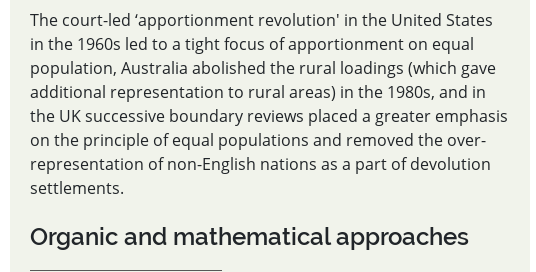 The court-led ‘apportionment revolution' in the United States
in the 1960s led to a tight focus of apportionment on equal
population, Australia abolished the rural loadings (which gave
additional representation to rural areas) in the 1980s, and in
the UK successive boundary reviews placed a greater emphasis
on the principle of equal populations and removed the over-
representation of non-English nations as a part of devolution
settlements.
Organic and mathematical approaches